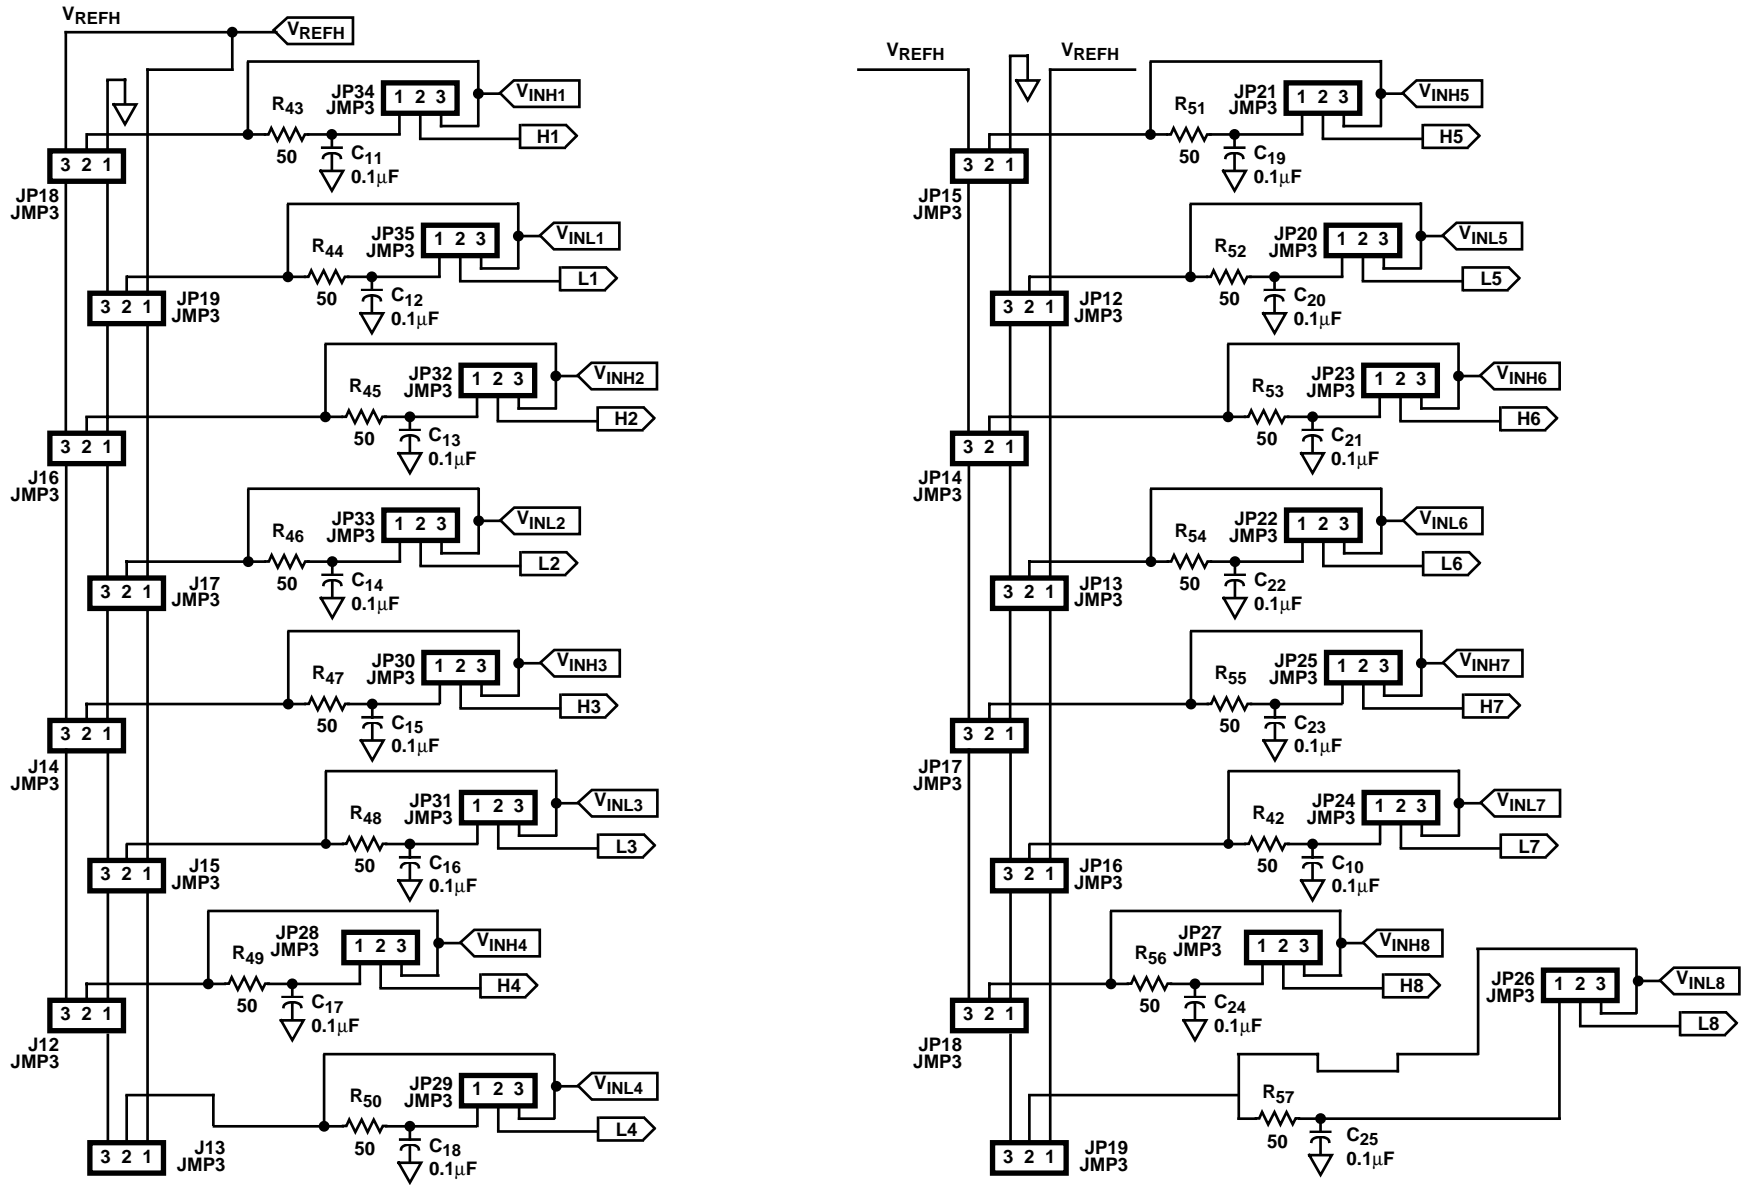 VREFH
VREFH
JP34
JMP3
1 2 3
VINH1
R43
50
C11
0.1μF
H1
3 2 1
JP18
JMP3
JP35
JMP3
1 2 3
VINL1
R44
50
C12
0.1μF
L1
3 2 1
JP19
JMP3
JP32
JMP3
1 2 3
VINH2
R45
50
C13
0.1μF
H2
3 2 1
J16
JMP3
JP33
JMP3
1 2 3
VINL2
R46
50
C14
0.1μF
L2
3 2 1
J17
JMP3
JP30
JMP3
1 2 3
VINH3
R47
50
C15
0.1μF
H3
3 2 1
J14
JMP3
JP31
JMP3
1 2 3
VINL3
R48
50
C16
0.1μF
L3
3 2 1
J15
JMP3
JP28
JMP3
1 2 3
VINH4
R49
50
C17
0.1μF
H4
3 2 1
J12
JMP3
JP29
JMP3
1 2 3
VINL4
R50
50
C18
0.1μF
L4
3 2 1
J13
JMP3
VREFH
VREFH
JP21
JMP3
1 2 3
VINH5
R51
50
C19
0.1μF
H5
3 2 1
JP15
JMP3
JP20
JMP3
1 2 3
VINL5
R52
50
C20
0.1μF
L5
3 2 1
JP12
JMP3
JP23
JMP3
1 2 3
VINH6
R53
50
C21
0.1μF
H6
3 2 1
JP14
JMP3
JP22
JMP3
1 2 3
VINL6
R54
50
C22
0.1μF
L6
3 2 1
JP13
JMP3
JP25
JMP3
1 2 3
VINH7
R55
50
C23
0.1μF
H7
3 2 1
JP17
JMP3
JP24
JMP3
1 2 3
VINL7
R42
50
C10
0.1μF
L7
3 2 1
JP16
JMP3
JP27
JMP3
1 2 3
VINH8
R56
50
C24
0.1μF
H8
3 2 1
JP18
JMP3
JP26
JMP3
1 2 3
VINL8
L8
R57
50
C25
0.1μF
3 2 1
JP19
JMP3